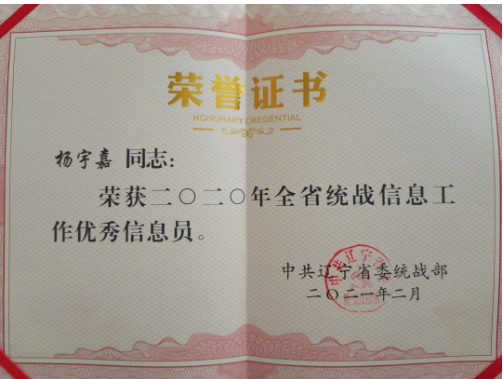 荣誉证书
HONORARY CREDENTIAL
杨宇嘉 同志：
荣获二〇二〇年全省统战信息工
作优秀信息员。
中共辽宁省委统战部
二〇二一年二月